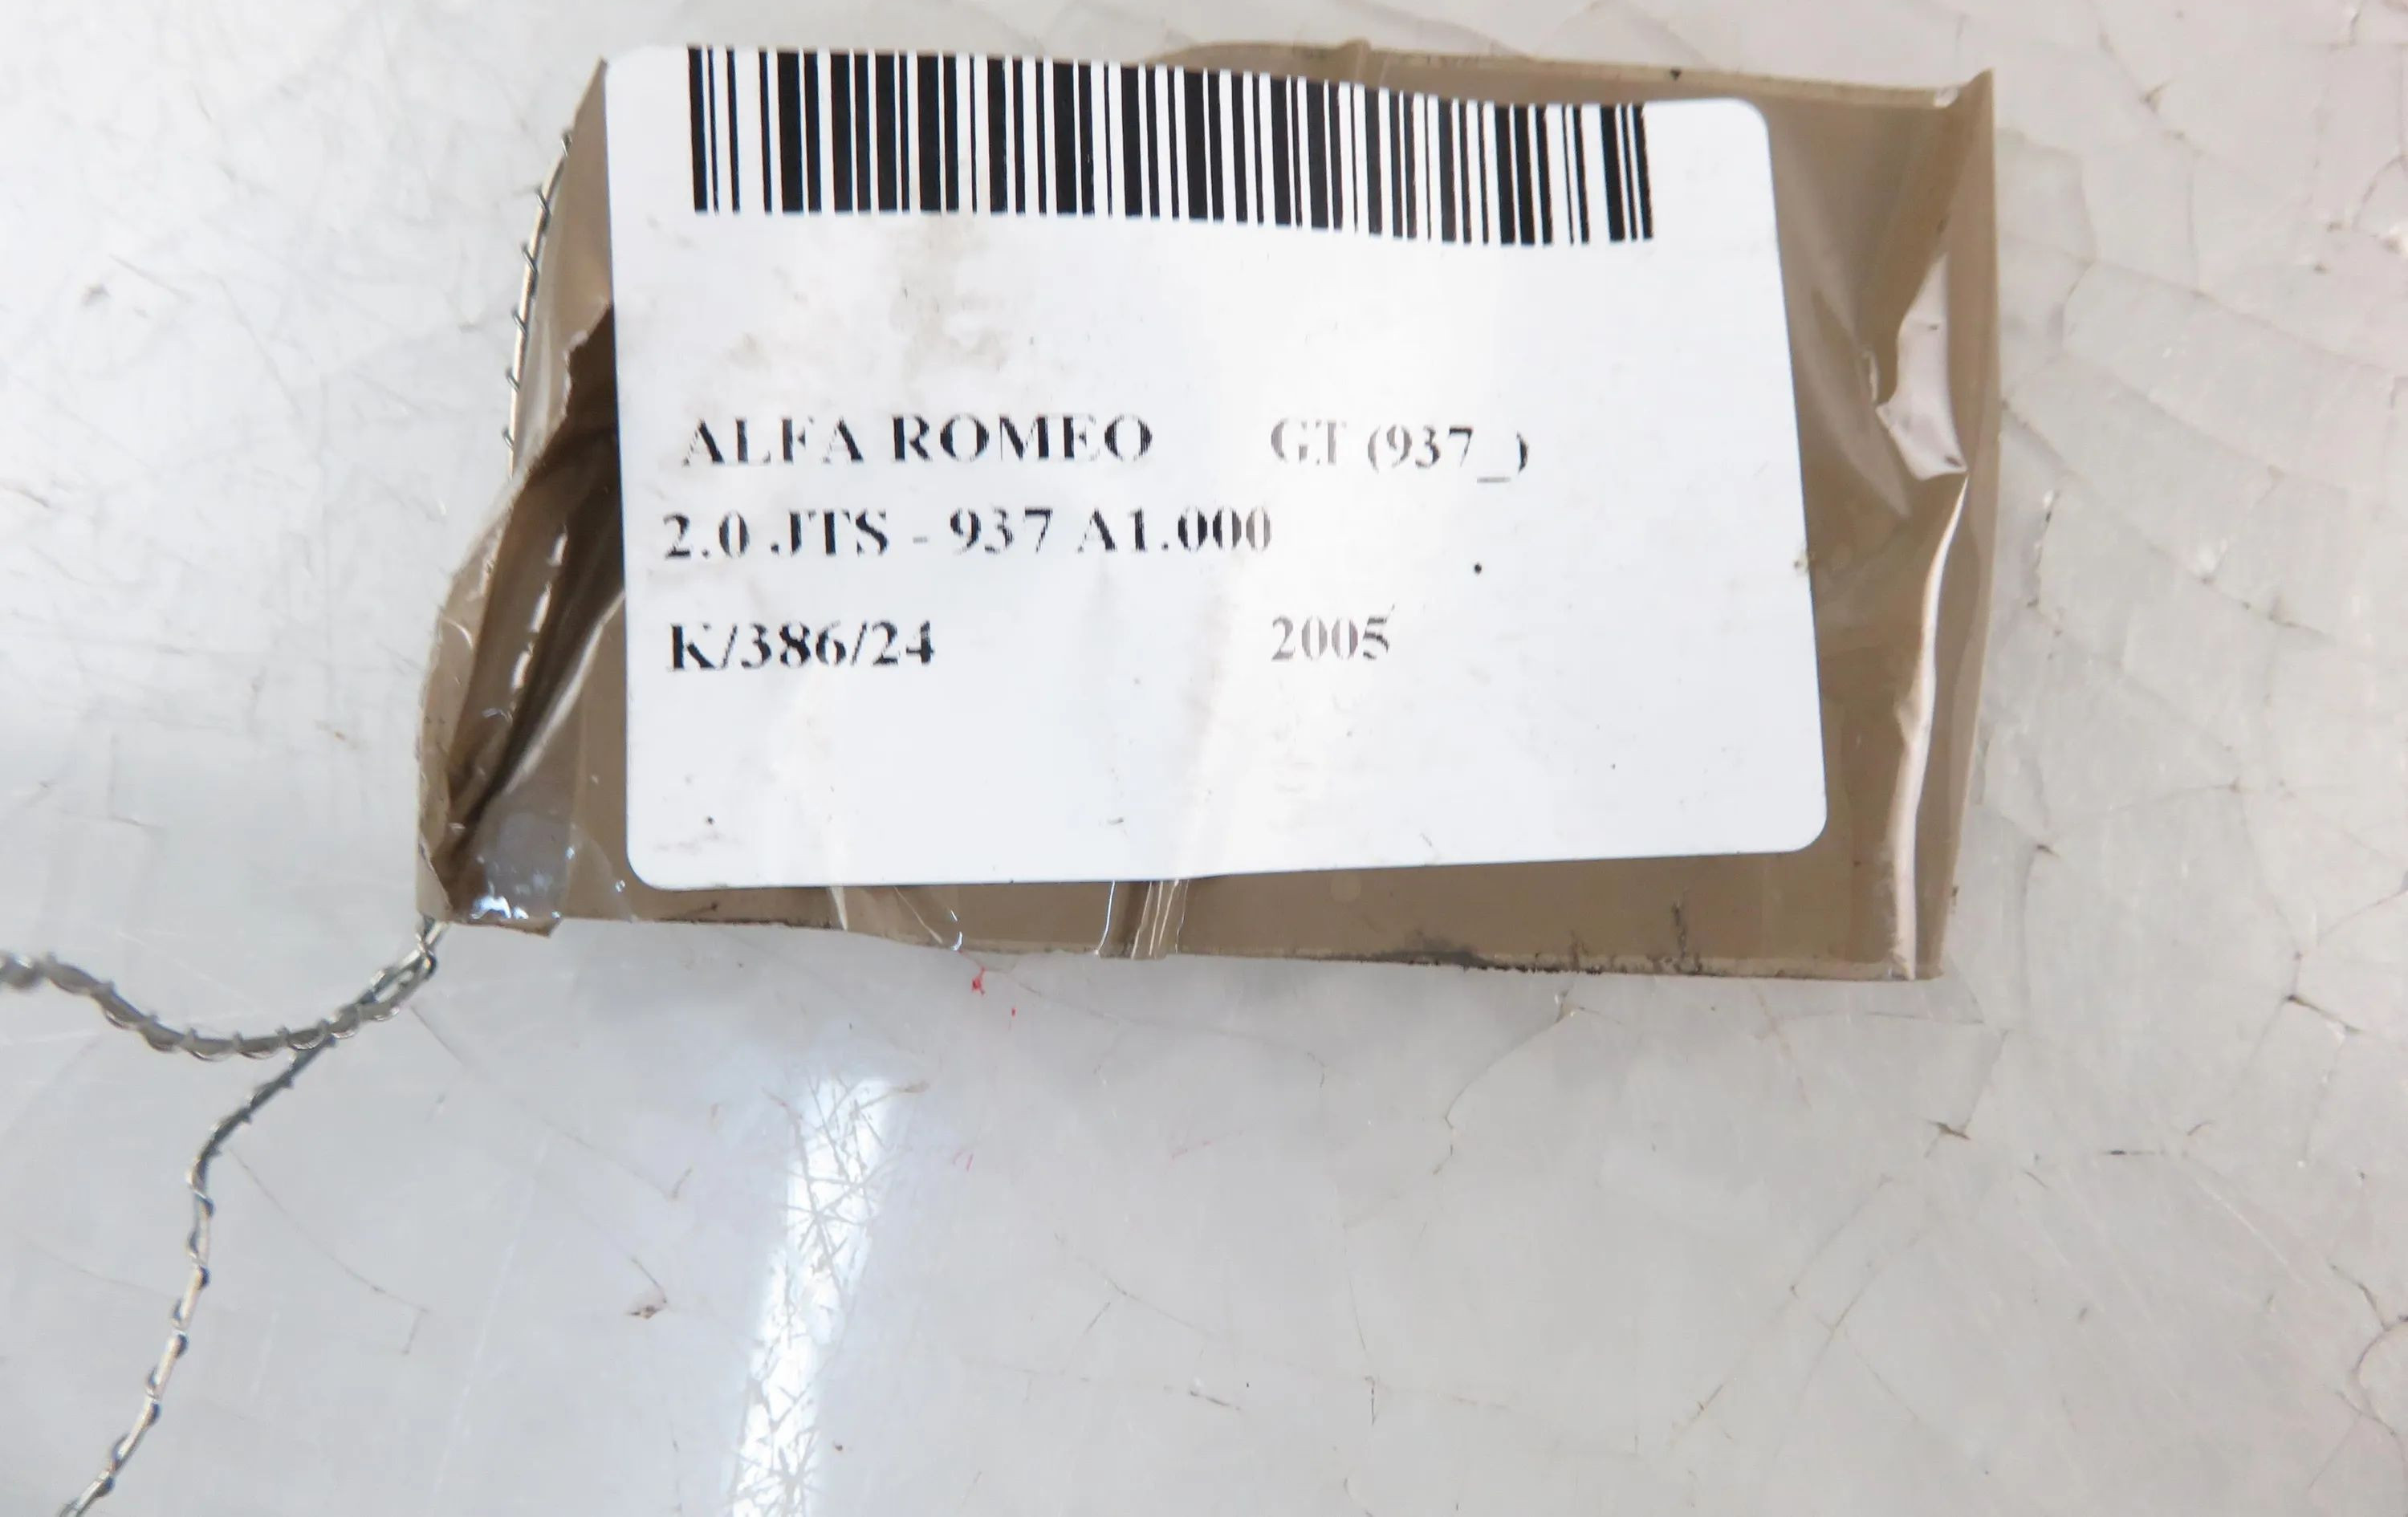 ALFA ROMEO GT (937_)
2.0 JTS - 937 A1.000
K/386/24 2005